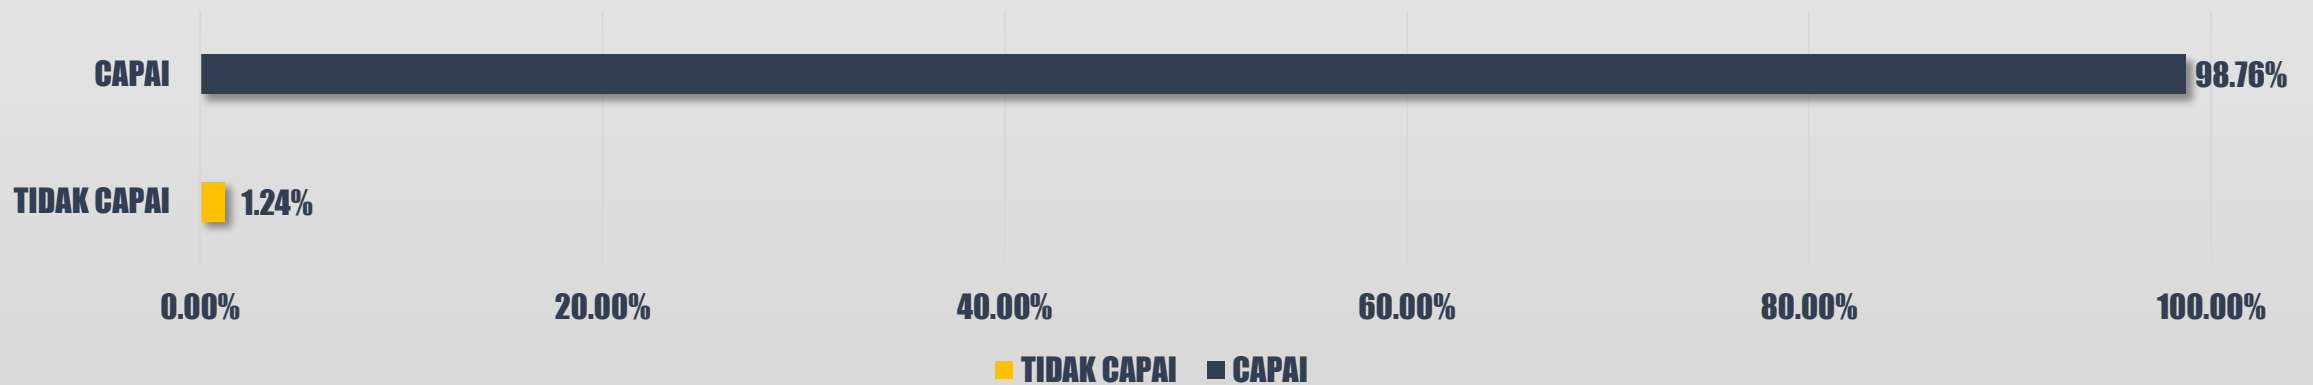 CAPAI 98.76%
TIDAK CAPAI 1.24%
0.00% 20.00% 40.00% 60.00% 80.00% 100.00%
TIDAK CAPAI CAPAI